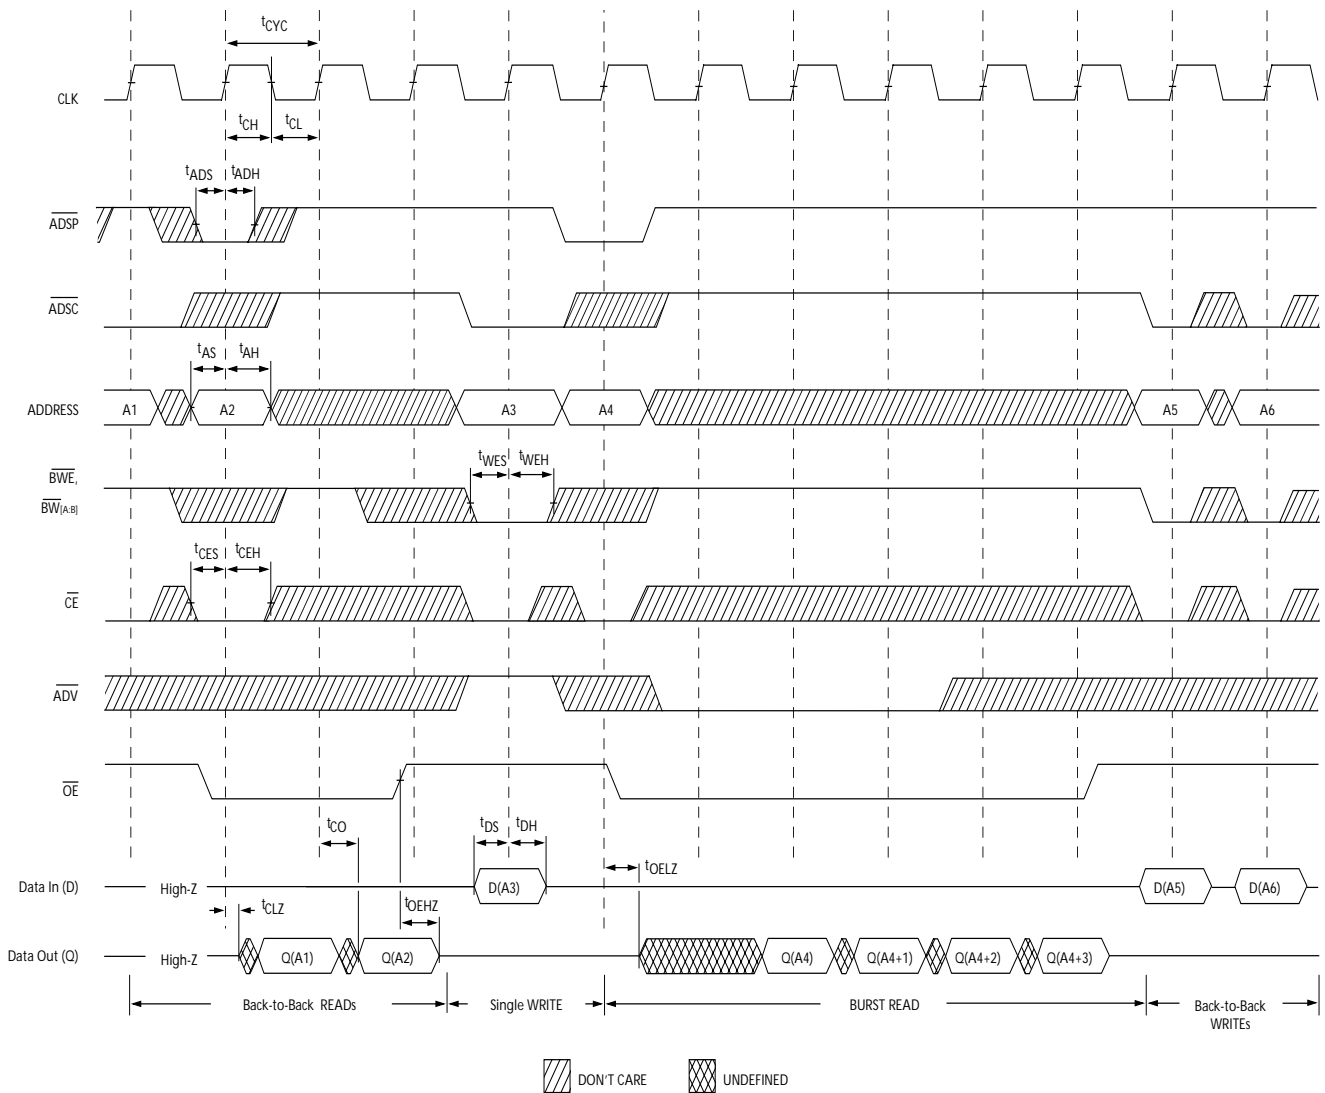 tCYC
CLK
tCH
tCL
tADS
tADH
ADSP
ADSC
tAS
tAH
ADDRESS
A1
A2
A3
A4
A5
A6
tWES
tWEH
BWE,
BW[A:B]
tCES
tCEH
CE
ADV
OE
tCO
tDS
tDH
tOELZ
Data In (D)
High-Z
D(A3)
D(A5)
D(A6)
tCLZ
tOEHZ
Data Out (Q)
High-Z
Q(A1)
Q(A2)
Q(A4)
Q(A4+1)
Q(A4+2)
Q(A4+3)
Back-to-Back READs
Single WRITE
BURST READ
Back-to-Back
WRITEs
DON'T CARE
UNDEFINED